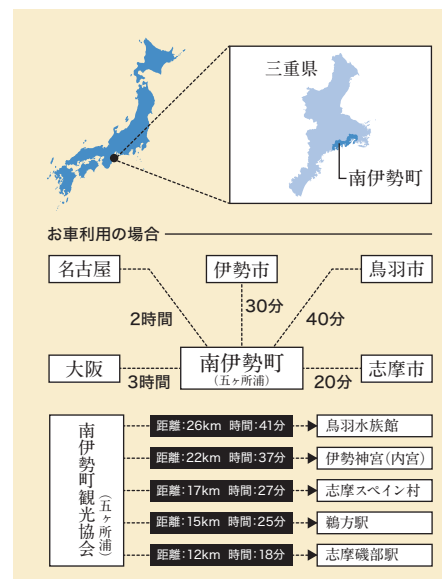 三重県
南伊勢町
お車利用の場合
名古屋
伊勢市
鳥羽市
2時間
30分
40分
大阪
3時間
南伊勢町
(五ヶ所浦)
20分
志摩市
南伊勢町観光協会
(五ヶ所浦)
距離:26km 時間:41分
鳥羽水族館
距離:22km 時間:37分
伊勢神宮(内宮)
距離:17km 時間:27分
志摩スペイン村
距離:15km 時間:25分
鵜方駅
距離:12km 時間:18分
志摩磯部駅